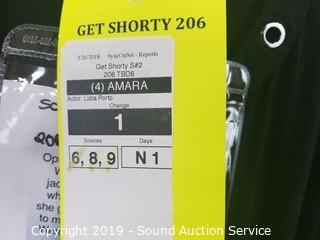 GET SHORTY 206
3/26/2018 SyncOnSet - Reports
Get Shorty S#2
206 TBD6
(4) AMARA
Actor: Lidia Porto
Change
1
Scenes
Days
6, 8, 9
N 1
Copyright 2019 - Sound Auction Service